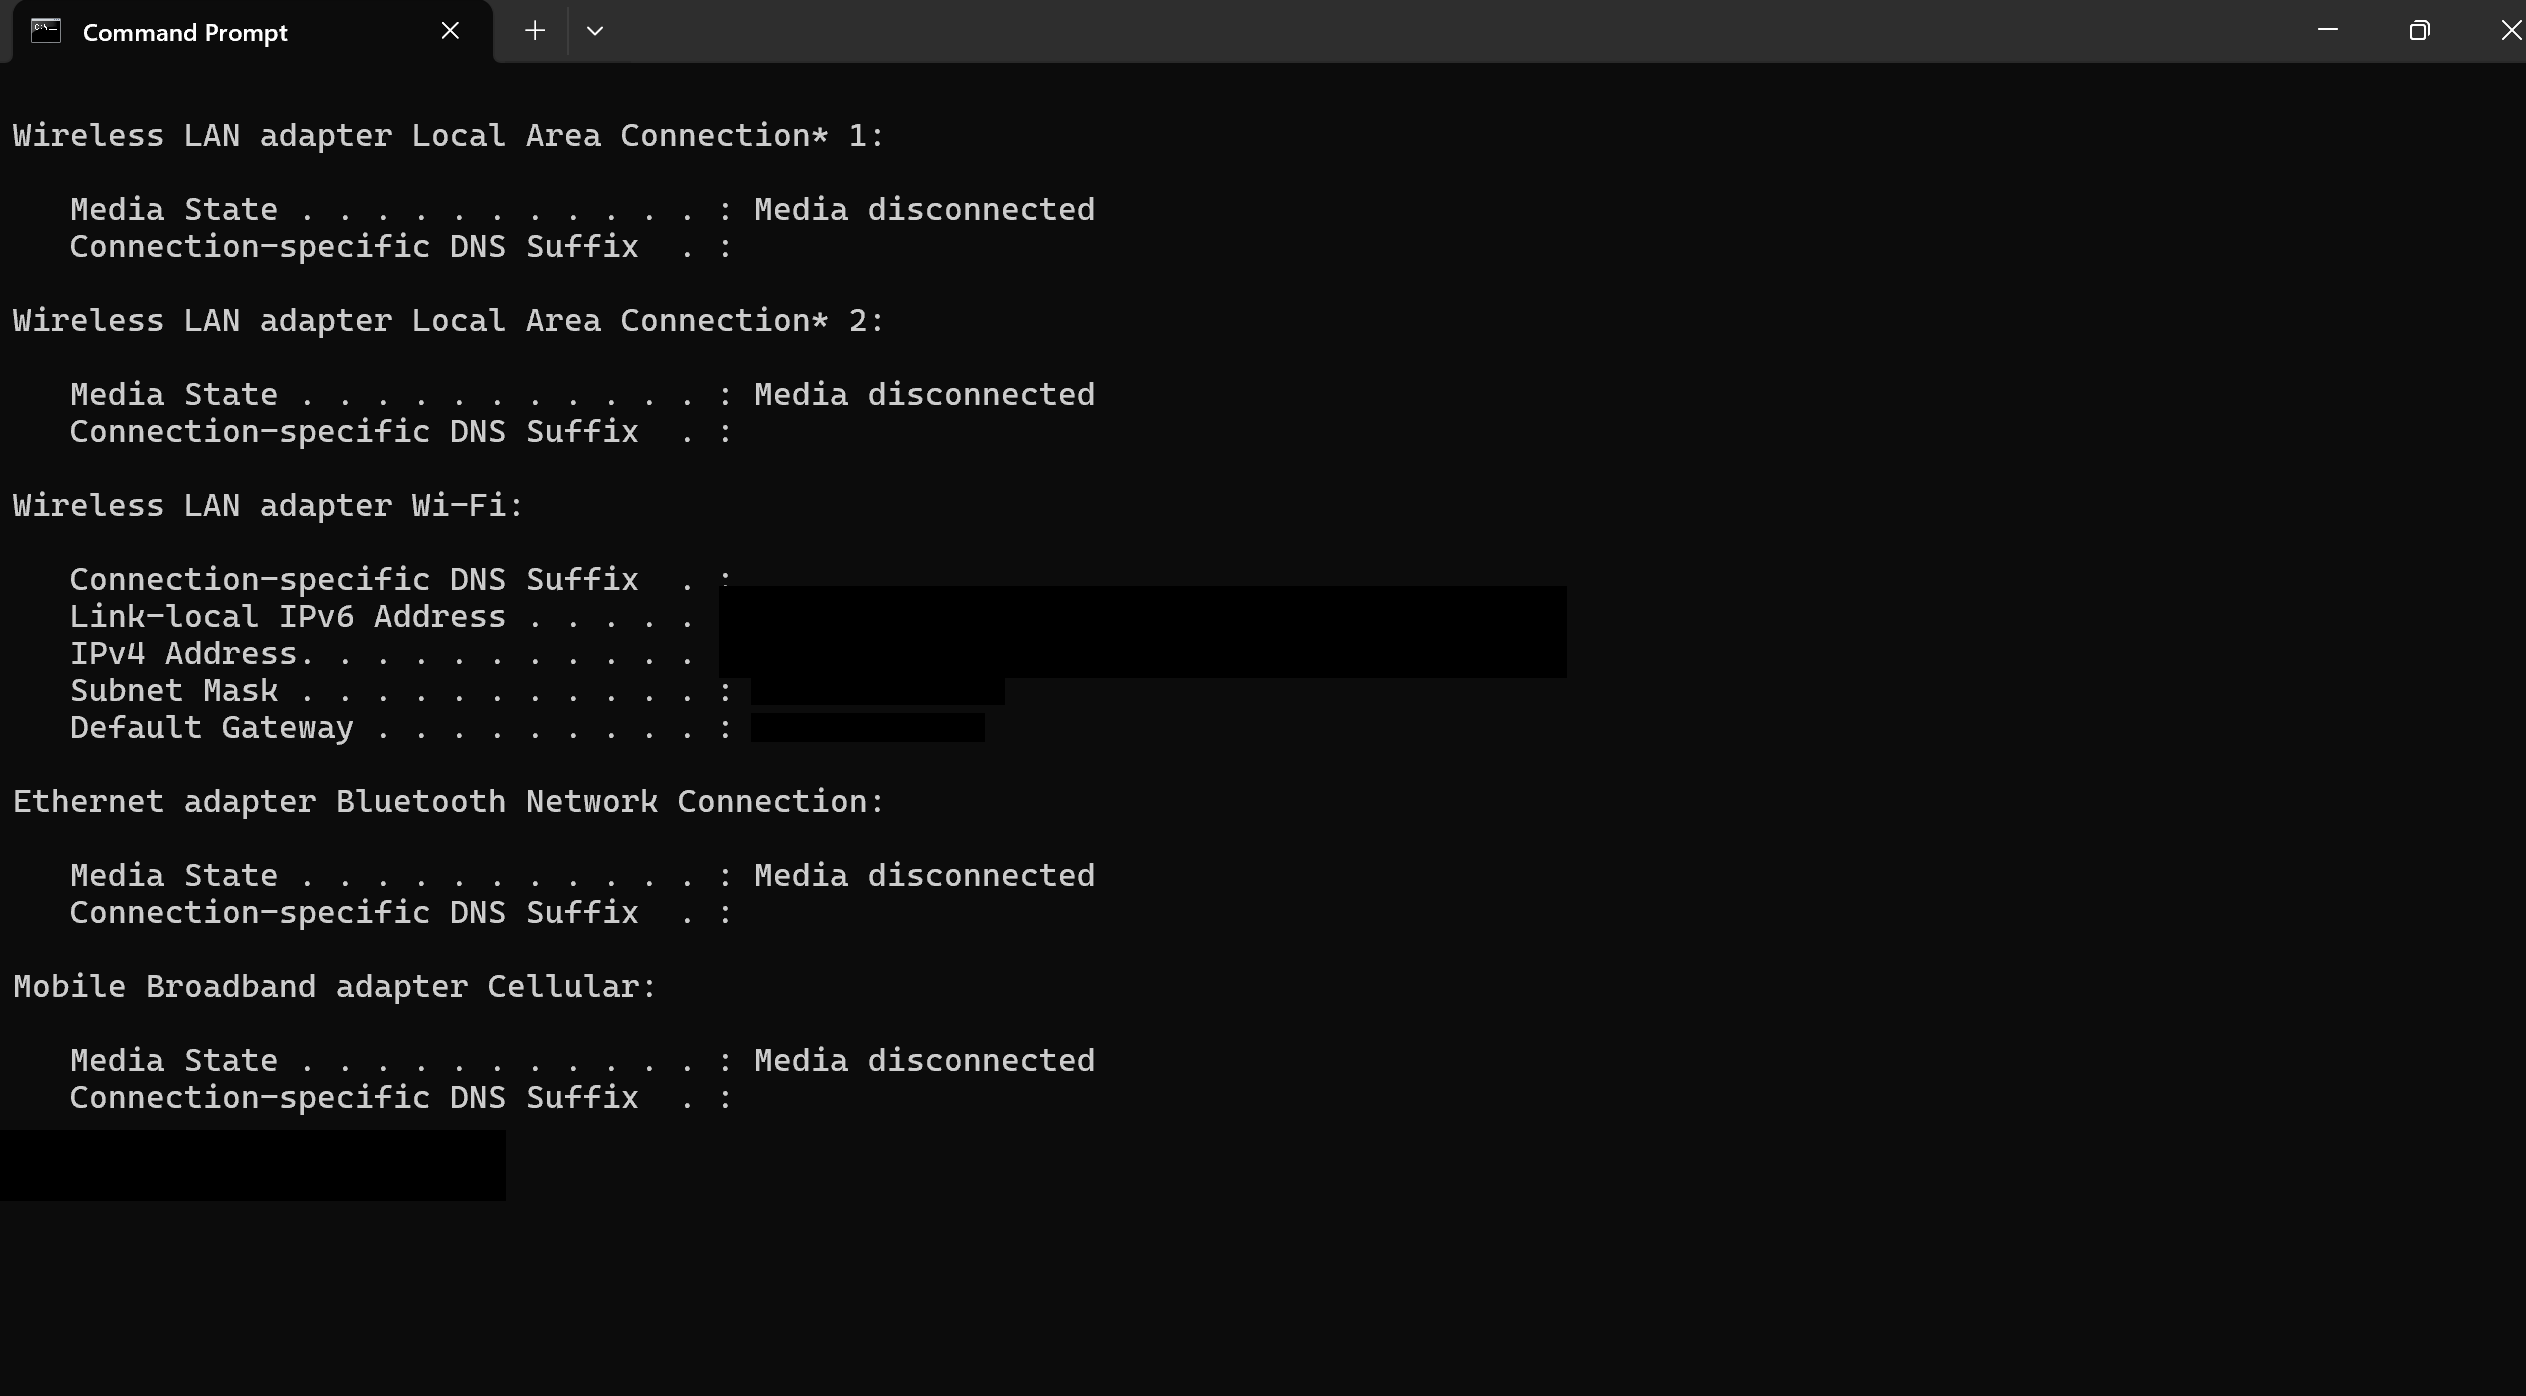 Command Prompt
Wireless LAN adapter Local Area Connection* 1:
Media State . . . . . . . . . . . : Media disconnected
Connection-specific DNS Suffix  . :
Wireless LAN adapter Local Area Connection* 2:
Media State . . . . . . . . . . . : Media disconnected
Connection-specific DNS Suffix  . :
Wireless LAN adapter Wi-Fi:
Connection-specific DNS Suffix  . :
Link-local IPv6 Address . . . . .
IPv4 Address. . . . . . . . . . .
Subnet Mask . . . . . . . . . . . :
Default Gateway . . . . . . . . . :
Ethernet adapter Bluetooth Network Connection:
Media State . . . . . . . . . . . : Media disconnected
Connection-specific DNS Suffix  . :
Mobile Broadband adapter Cellular:
Media State . . . . . . . . . . . : Media disconnected
Connection-specific DNS Suffix  . :